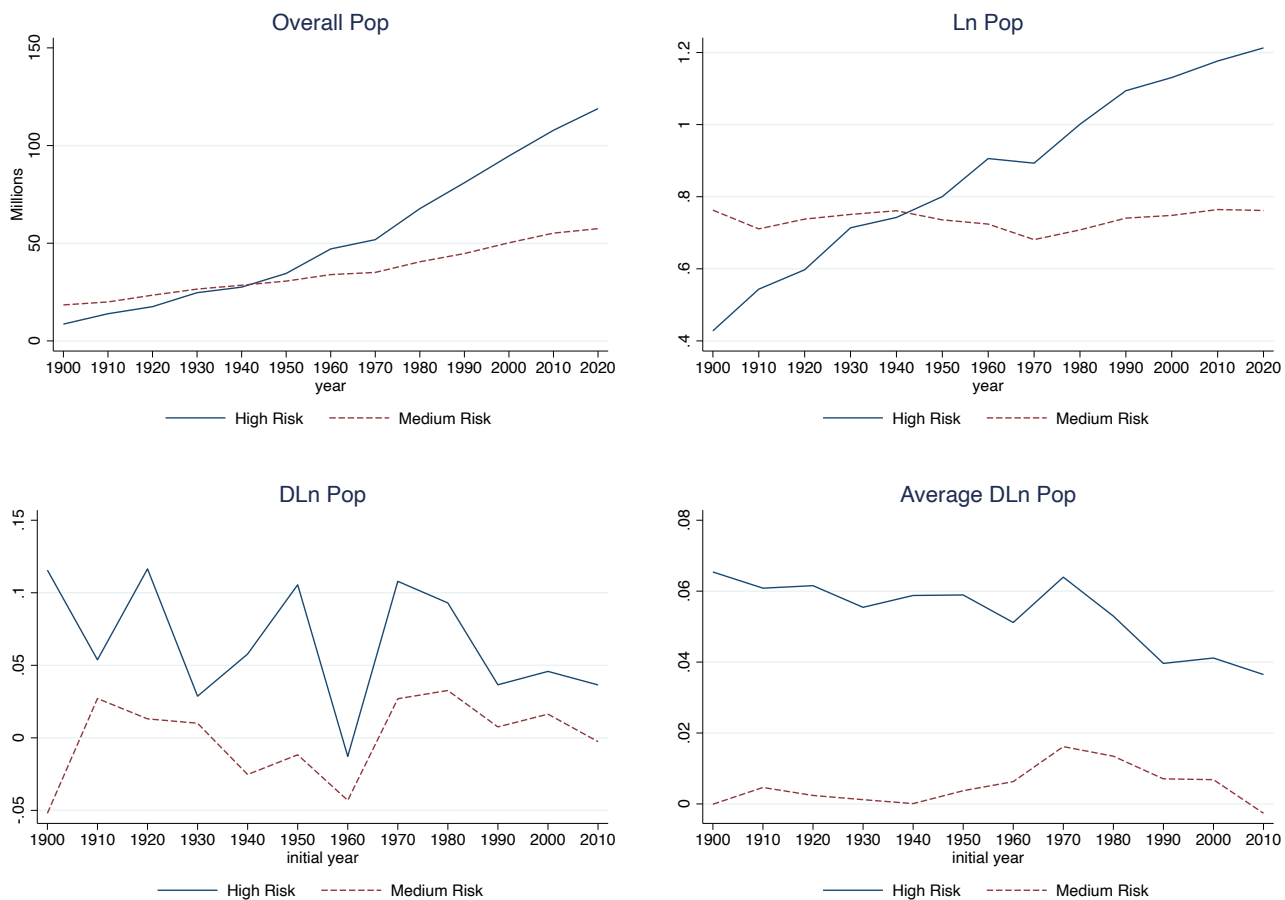 Overall Pop
Millions
150
100
50
0
1900 1910 1920 1930 1940 1950 1960 1970 1980 1990 2000 2010 2020
year
High Risk Medium Risk
Ln Pop
1.2
1
.8
.6
.4
1900 1910 1920 1930 1940 1950 1960 1970 1980 1990 2000 2010 2020
year
High Risk Medium Risk
DLn Pop
.15
.1
.05
0
-.05
1900 1910 1920 1930 1940 1950 1960 1970 1980 1990 2000 2010
initial year
High Risk Medium Risk
Average DLn Pop
.08
.06
.04
.02
0
1900 1910 1920 1930 1940 1950 1960 1970 1980 1990 2000 2010
initial year
High Risk Medium Risk